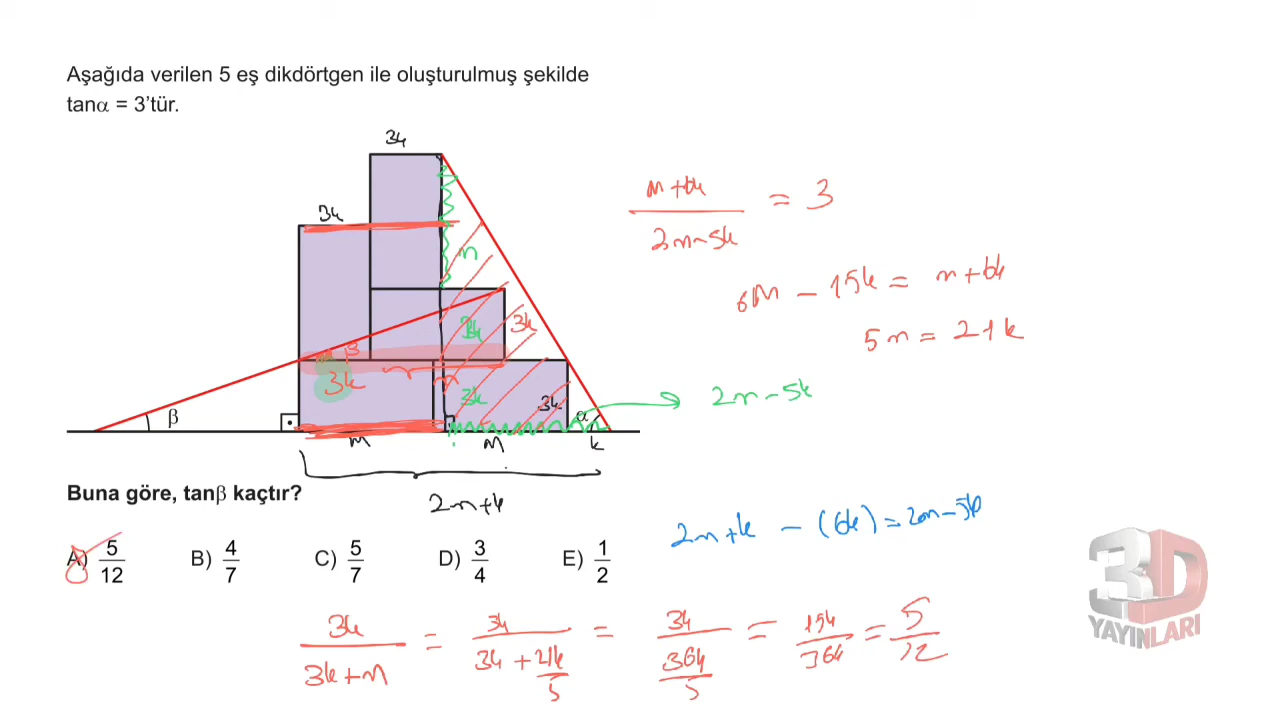 Aşağıda verilen 5 eş dikdörtgen ile oluşturulmuş şekilde
tanα = 3'tür.
3k
3k
n
3k
3k
β
3k
3k
3k
β
α
m
m
k
2m+k
m+6k / 2m-5k = 3
6m - 15k = m+6k
5m = 21k
2m-5k
2m+k - (6k) = 2m-5k
Buna göre, tanβ kaçtır?
A) 5/12 B) 4/7 C) 5/7 D) 3/4 E) 1/2
3k / 3k+m = 3k / 3k + 21k/5 = 3k / 36k/5 = 15k / 36k = 5/12
3D
YAYINLARI